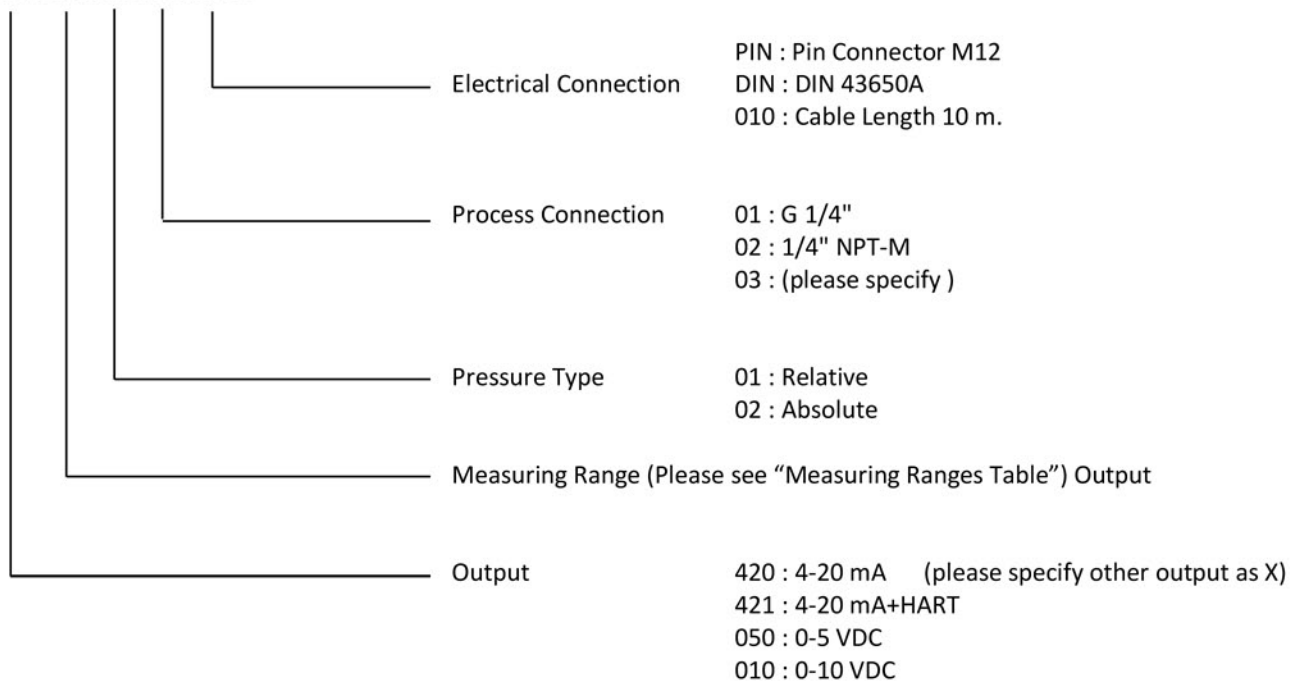 Electrical Connection PIN : Pin Connector M12
DIN : DIN 43650A
010 : Cable Length 10 m.
Process Connection 01 : G 1/4"
02 : 1/4" NPT-M
03 : (please specify )
Pressure Type 01 : Relative
02 : Absolute
Measuring Range (Please see “Measuring Ranges Table”) Output
Output 420 : 4-20 mA (please specify other output as X)
421 : 4-20 mA+HART
050 : 0-5 VDC
010 : 0-10 VDC